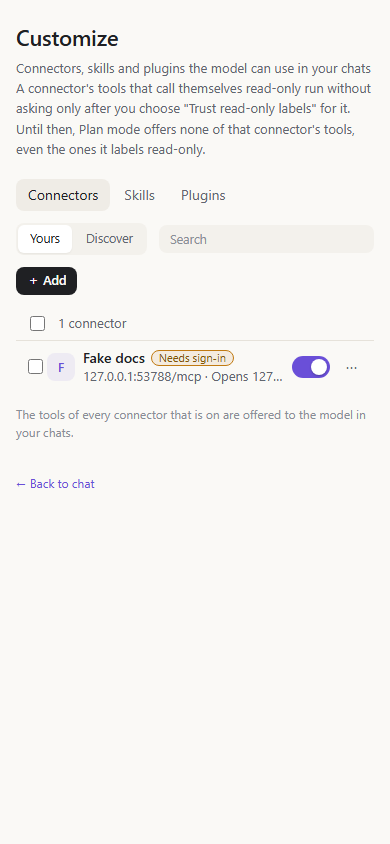 Customize
Connectors, skills and plugins the model can use in your chats
A connector's tools that call themselves read-only run without
asking only after you choose "Trust read-only labels" for it.
Until then, Plan mode offers none of that connector's tools,
even the ones it labels read-only.
Connectors Skills Plugins
Yours Discover Search
+ Add
1 connector
F Fake docs Needs sign-in
127.0.0.1:53788/mcp · Opens 127...
The tools of every connector that is on are offered to the model in
your chats.
← Back to chat